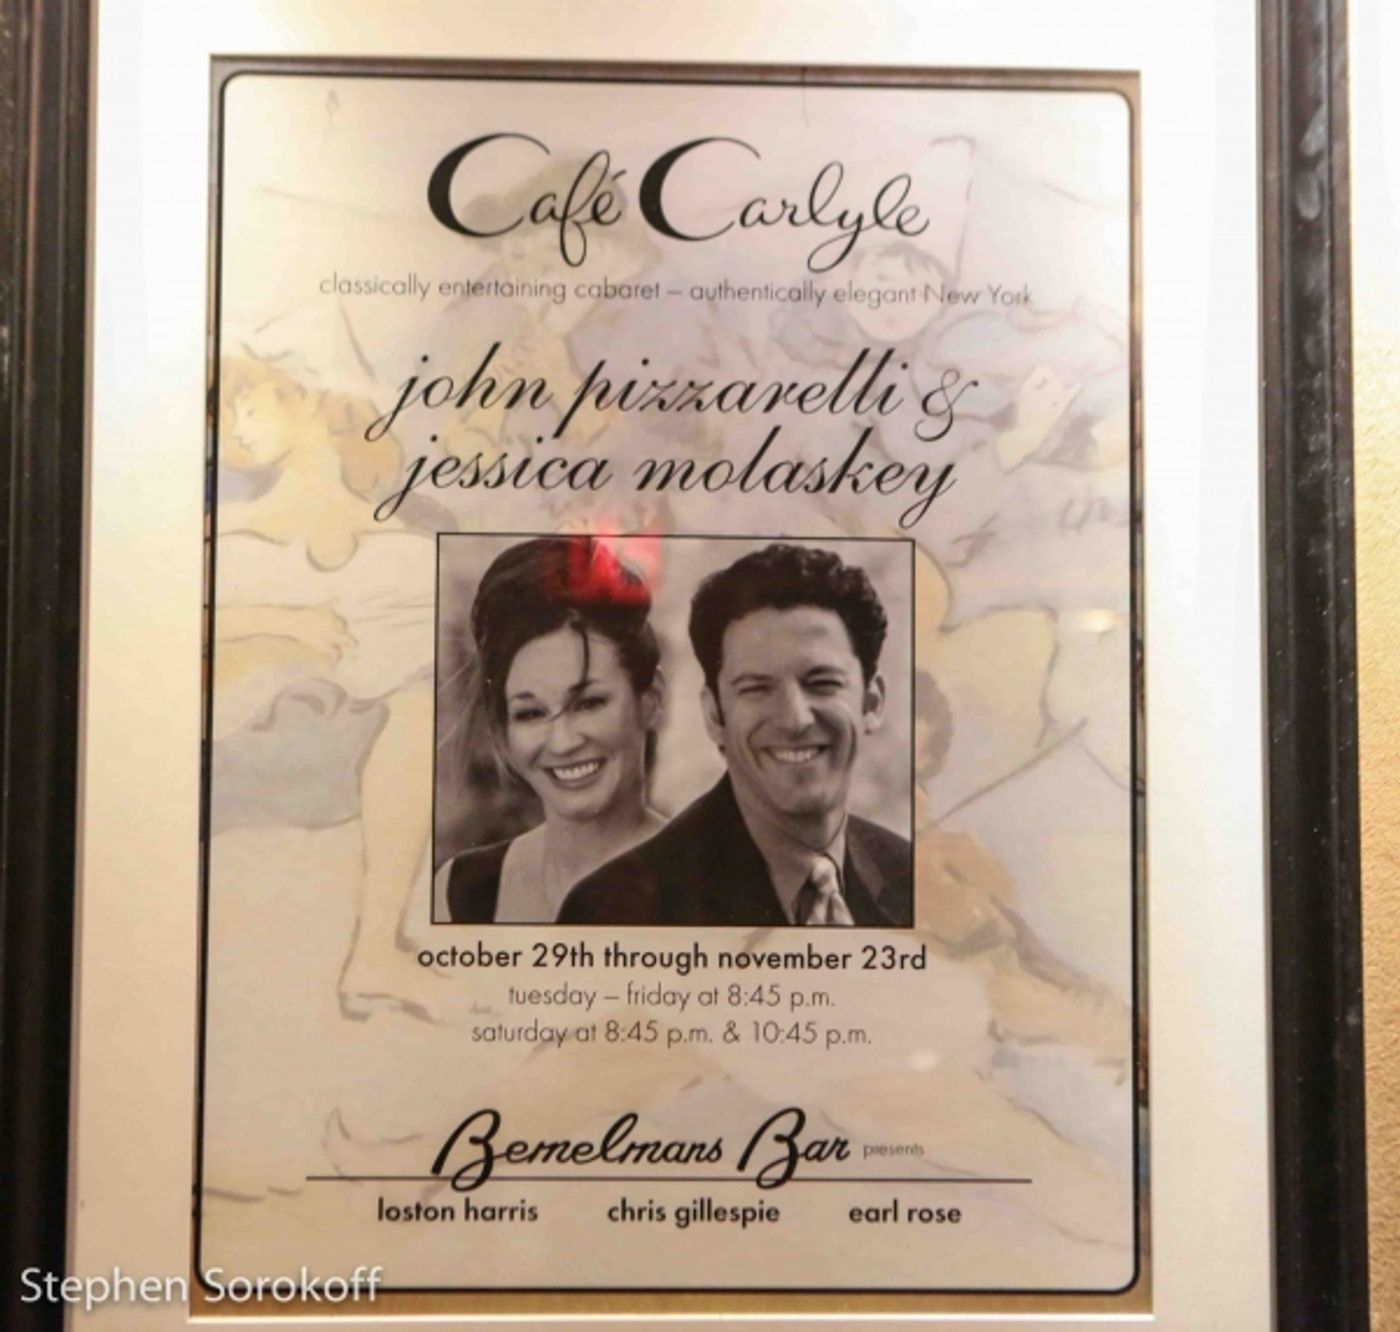 Café Carlyle
classically entertaining cabaret – authentically elegant New York
john pizzarelli &
jessica molaskey
october 29th through november 23rd
tuesday – friday at 8:45 p.m.
saturday at 8:45 p.m. & 10:45 p.m.
Bemelmans Bar presents
loston harris chris gillespie earl rose
Stephen Sorokoff